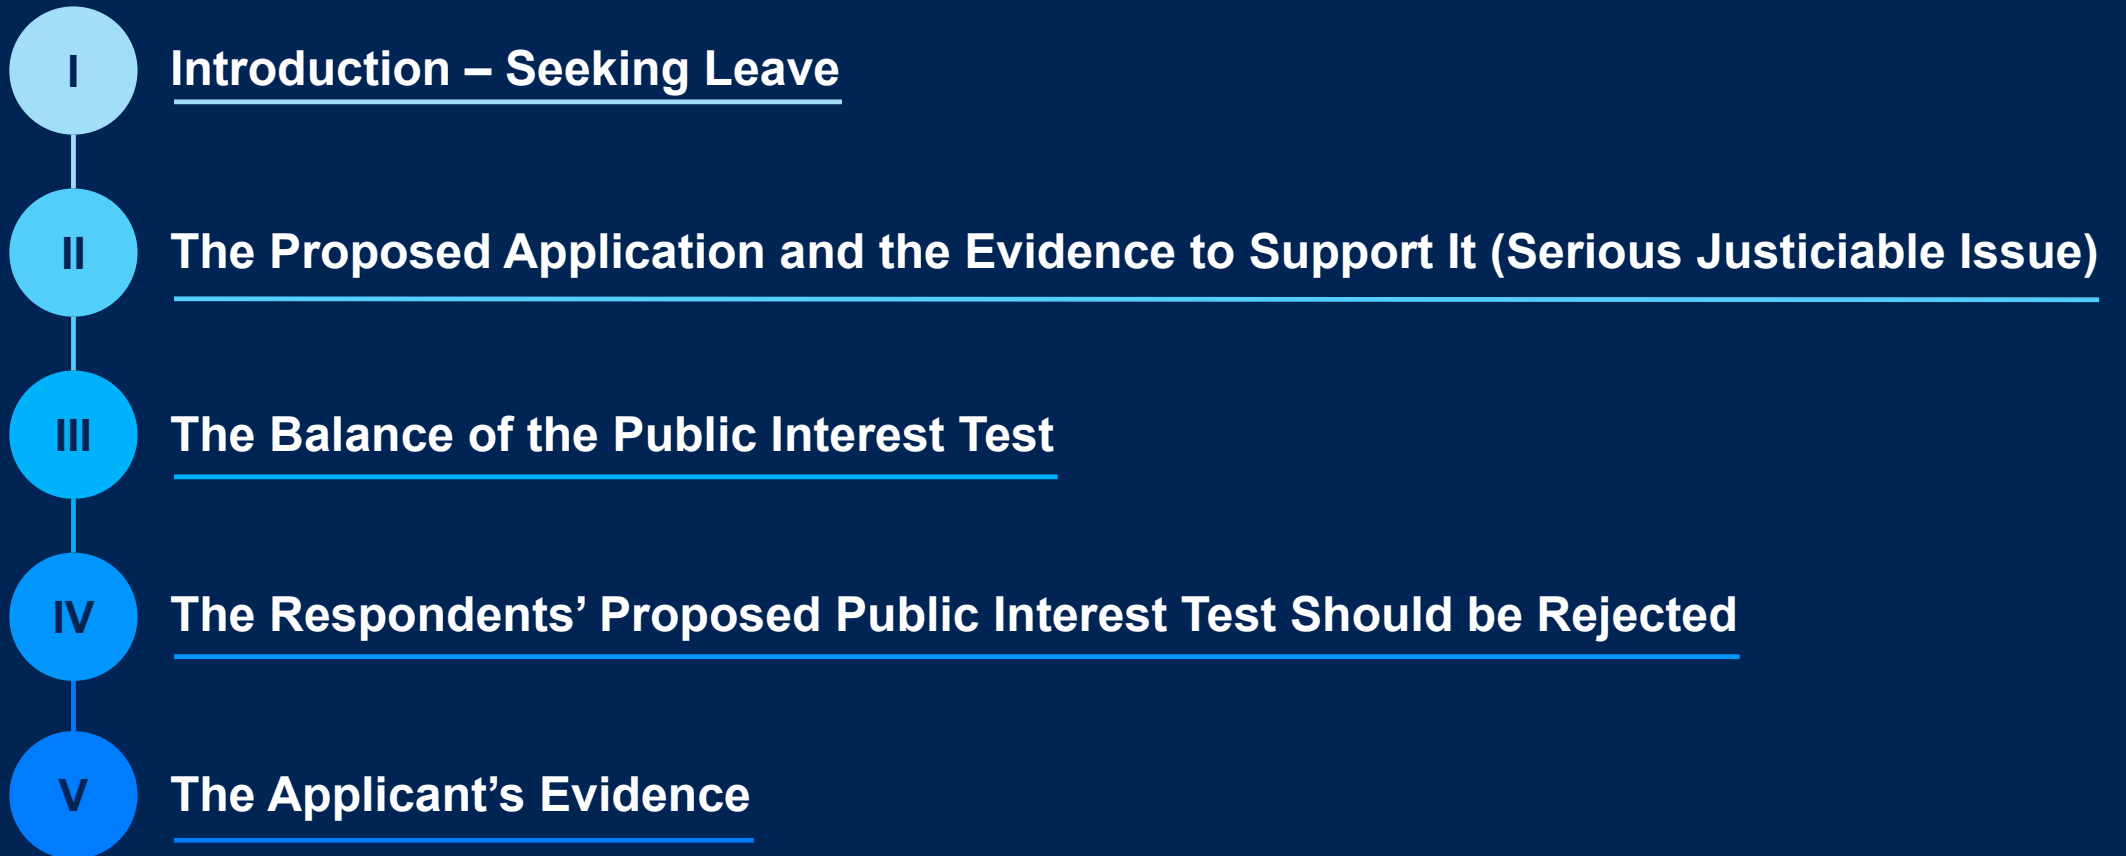 I
Introduction – Seeking Leave
II
The Proposed Application and the Evidence to Support It (Serious Justiciable Issue)
III
The Balance of the Public Interest Test
IV
The Respondents’ Proposed Public Interest Test Should be Rejected
V
The Applicant’s Evidence